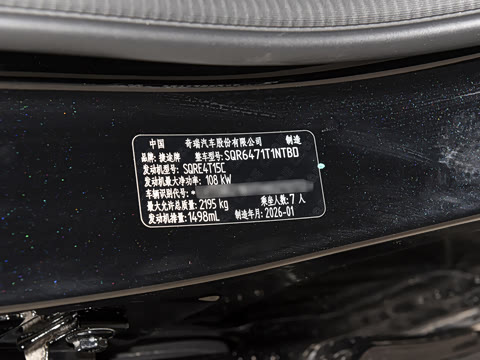 中国 奇瑞汽车股份有限公司 制造
品牌: 捷途牌 整车型号: SQR6471T1NTBD
发动机型号: SQRE4T15C
发动机最大净功率: 108 kW
车辆识别代号: *
最大允许总质量: 2195 kg 乘坐人数: 7 人
发动机排量: 1498mL 制造年月: 2026-01